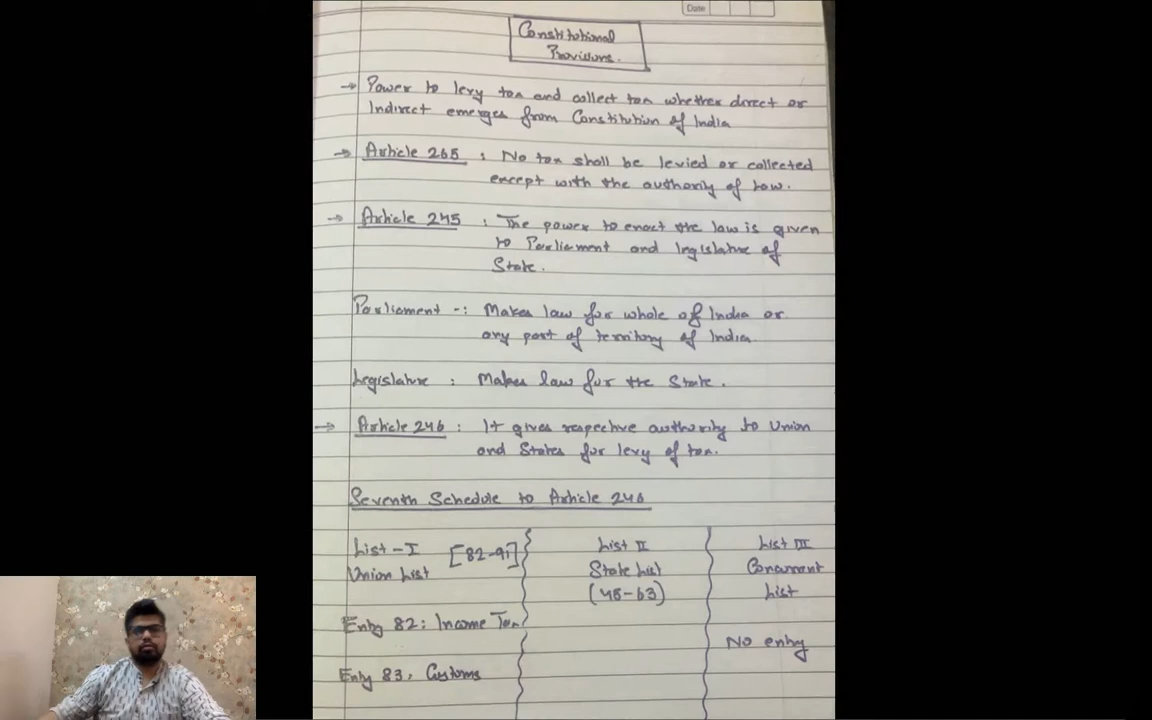 Date
Constitutional
Provisions.
→ Power to levy tax and collect tax whether direct or
Indirect emerges from Constitution of India
→ Article 265 : No tax shall be levied or collected
except with the authority of Law.
→ Article 245 : The power to enact the law is given
to Parliament and legislature of
State.
Parliament -: Makes law for whole of India or
any part of territory of India.
Legislature : Makes law for the State.
→ Article 246 : It gives respective authority to Union
and States for levy of tax.
Seventh Schedule to Article 246
List - I [82-91] List II List III
Union List State List Concurrent
(45-63) List
Entry 82: Income Tax
No entry
Entry 83, Customs